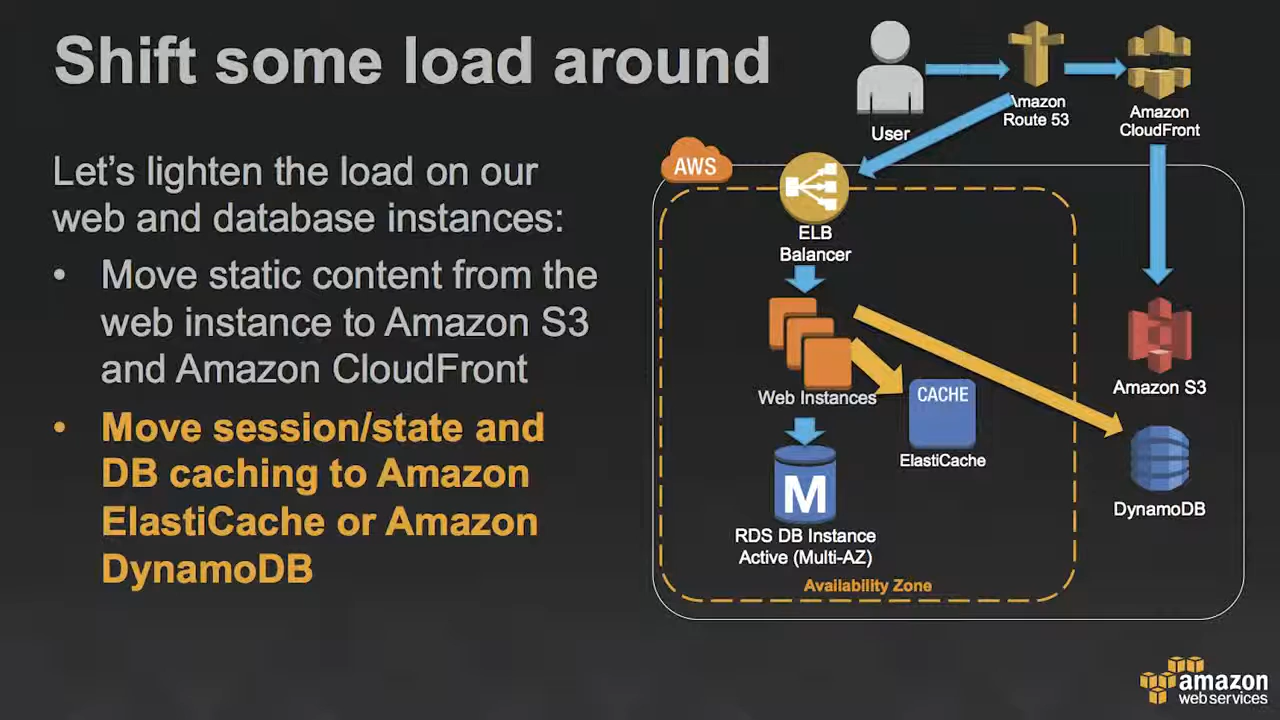 Shift some load around
Let's lighten the load on our
web and database instances:
• Move static content from the
web instance to Amazon S3
and Amazon CloudFront
• Move session/state and
DB caching to Amazon
ElastiCache or Amazon
DynamoDB
User
Amazon
Route 53
Amazon
CloudFront
AWS
ELB
Balancer
Web Instances
CACHE
ElastiCache
Amazon S3
DynamoDB
M
RDS DB Instance
Active (Multi-AZ)
Availability Zone
amazon
web services